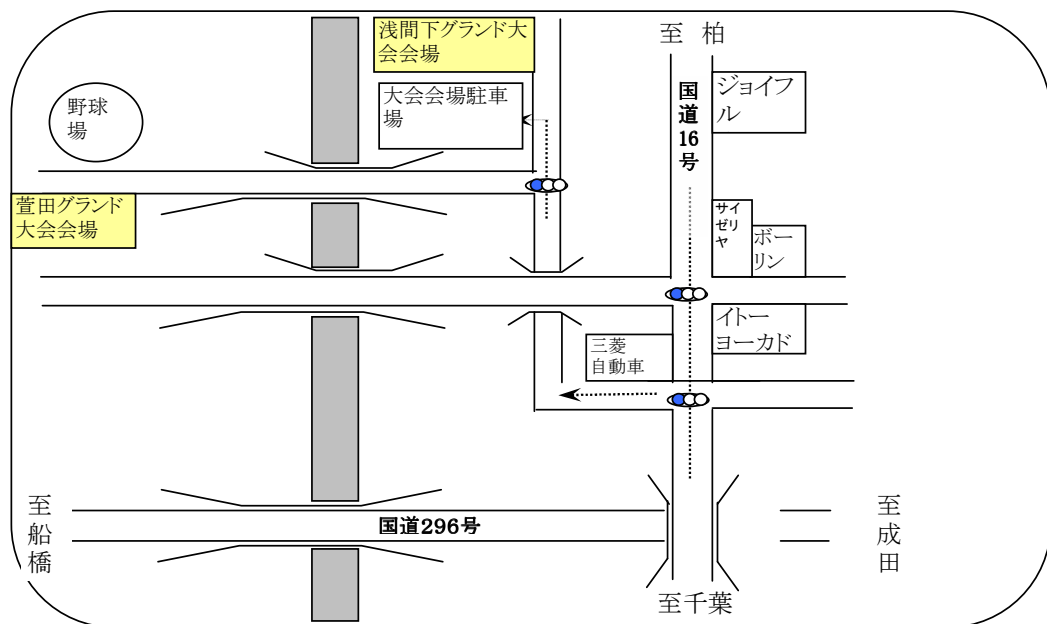 浅間下グランド大
会会場
至 柏
大会会場駐車
場
国道16号
ジョイフ
ル
野球
場
萱田グランド
大会会場
サイ
ゼリ
ヤ
ボー
リン
イトー
ヨーカド
三菱
自動車
至船橋
国道296号
至成田
至千葉